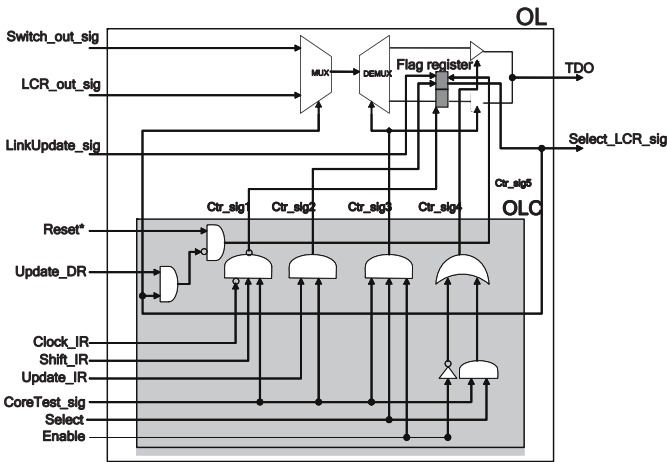 OL
Switch_out_sig
MUX
DEMUX
Flag register
TDO
LCR_out_sig
LinkUpdate_sig
Select_LCR_sig
Ctr_sig5
Ctr_sig1
Ctr_sig2
Ctr_sig3
Ctr_sig4
OLC
Reset*
Update_DR
Clock_IR
Shift_IR
Update_IR
CoreTest_sig
Select
Enable